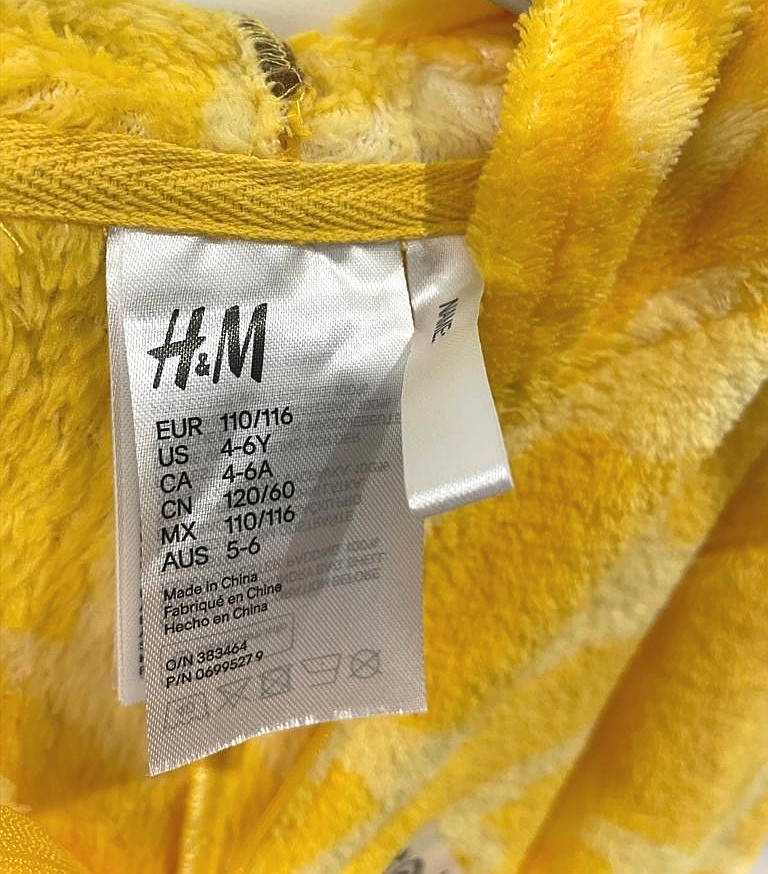 H&M
EUR 110/116
US 4-6Y
CA 4-6A
CN 120/60
MX 110/116
AUS 5-6
Made in China
Fabriqué en Chine
Hecho en China
O/N 383464
P/N 0699527 9
NAME